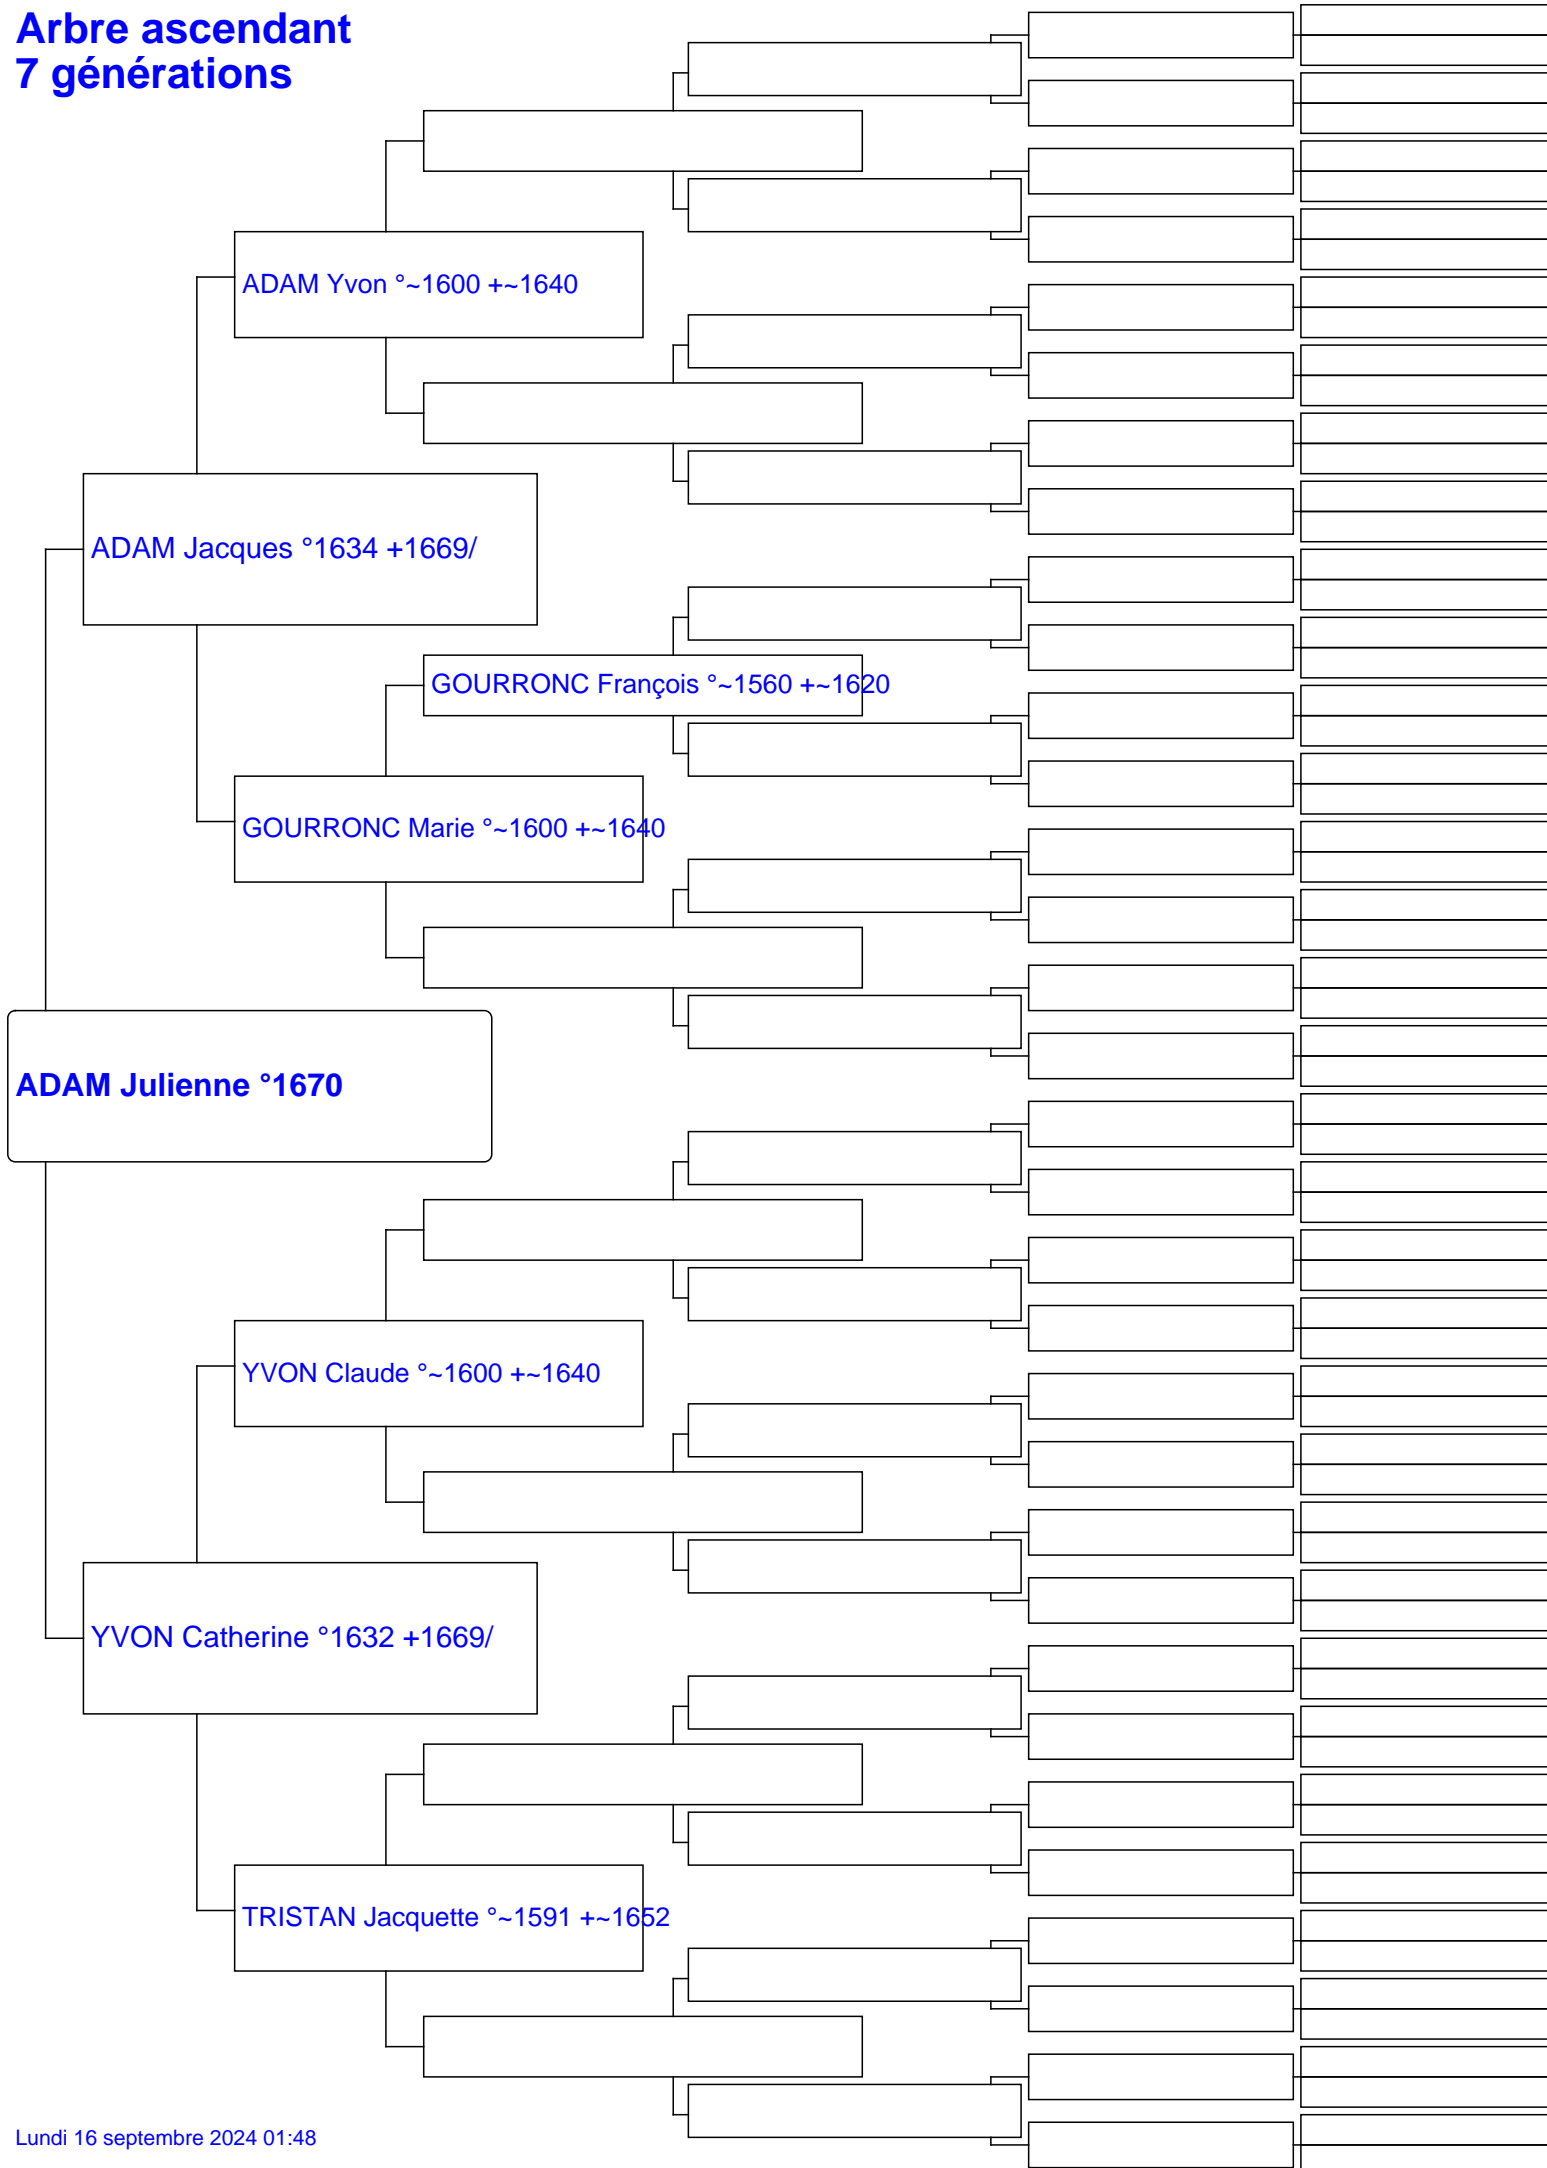 Arbre ascendant
7 générations
ADAM Yvon °~1600 +~1640
ADAM Jacques °1634 +1669/
GOURRONC François °~1560 +~1620
GOURRONC Marie °~1600 +~1640
ADAM Julienne °1670
YVON Claude °~1600 +~1640
YVON Catherine °1632 +1669/
TRISTAN Jacquette °~1591 +~1652
Lundi 16 septembre 2024 01:48